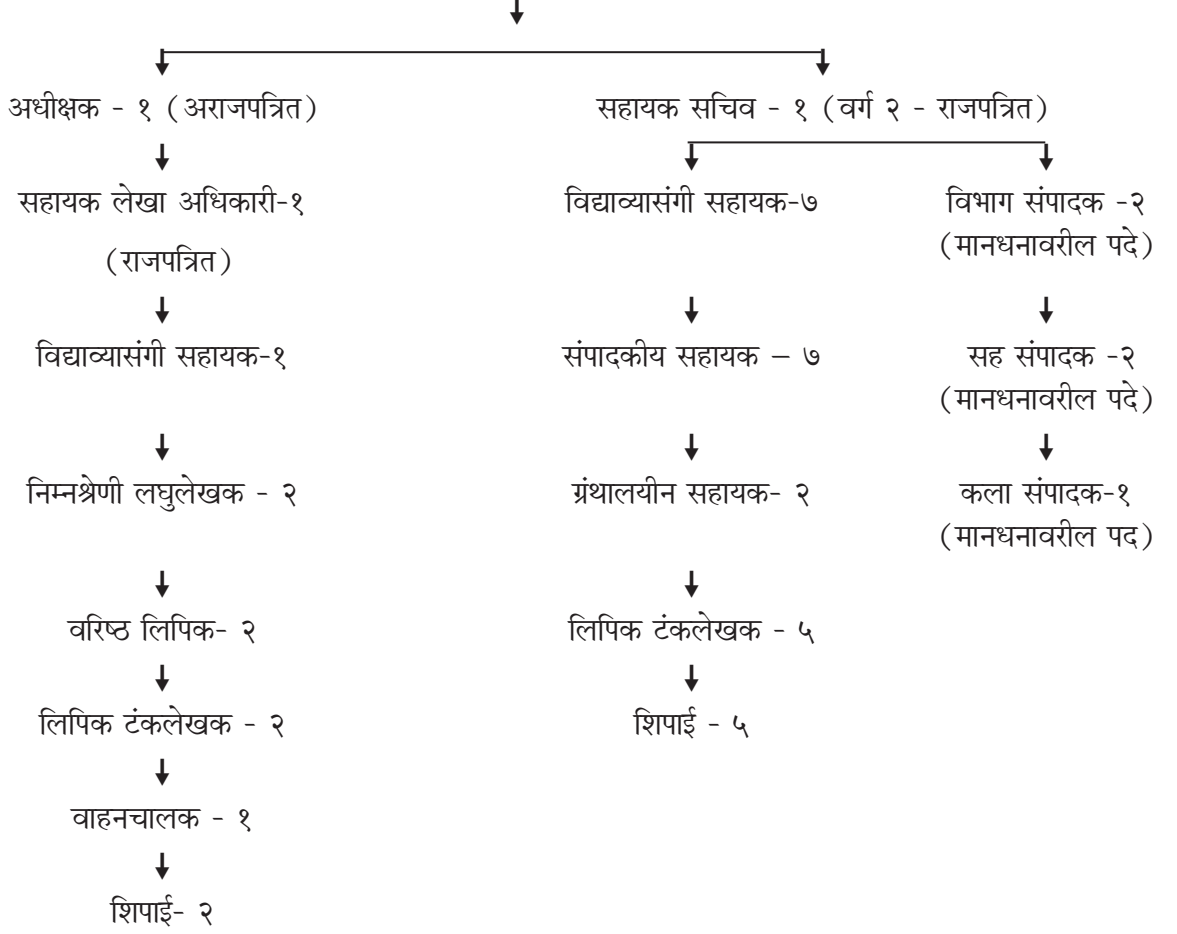 अधीक्षक - १ (अराजपत्रित)
सहायक सचिव - १ (वर्ग २ - राजपत्रित)
सहायक लेखा अधिकारी-१
(राजपत्रित)
विद्याव्यासंगी सहायक-७
विभाग संपादक -२
(मानधनावरील पदे)
विद्याव्यासंगी सहायक-१
संपादकीय सहायक – ७
सह संपादक -२
(मानधनावरील पदे)
निम्नश्रेणी लघुलेखक - २
ग्रंथालयीन सहायक- २
कला संपादक-१
(मानधनावरील पद)
वरिष्ठ लिपिक- २
लिपिक टंकलेखक - ५
लिपिक टंकलेखक - २
शिपाई - ५
वाहनचालक - १
शिपाई- २